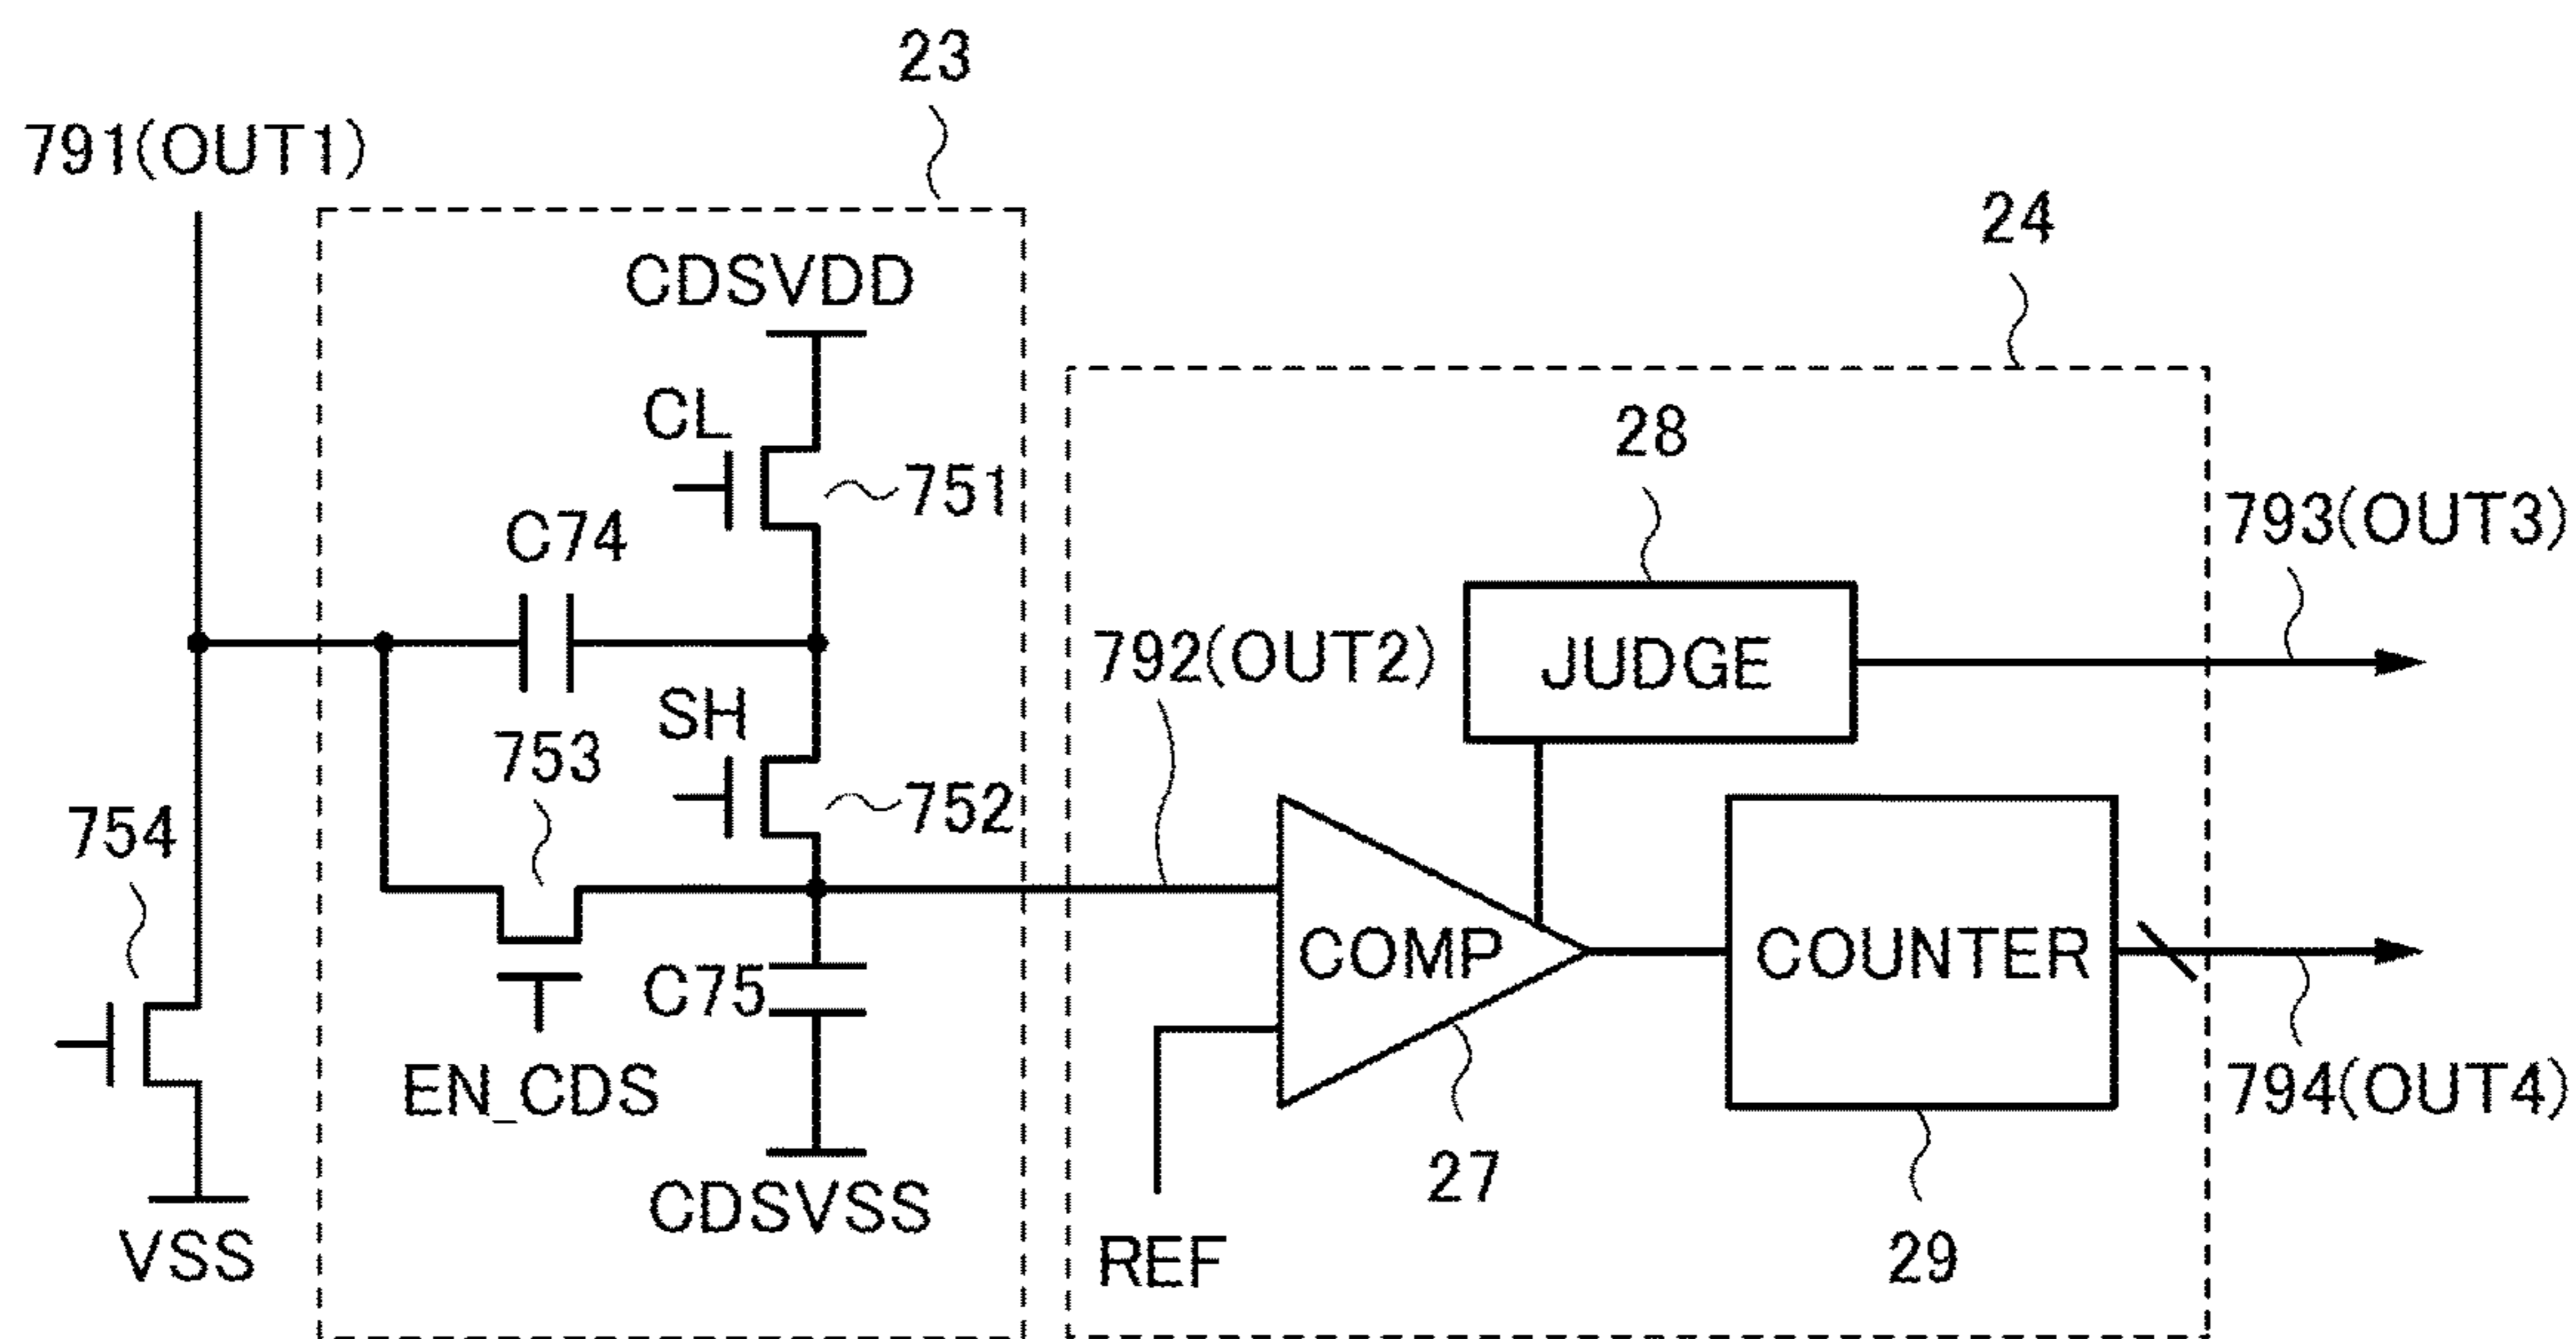 23
791(OUT1)
24
CDSVDD
CL
28
751
793(OUT3)
C74
792(OUT2)
JUDGE
SH
753
752
754
COMP
COUNTER
C75
EN_CDS
794(OUT4)
27
CDSVSS
REF
VSS
29